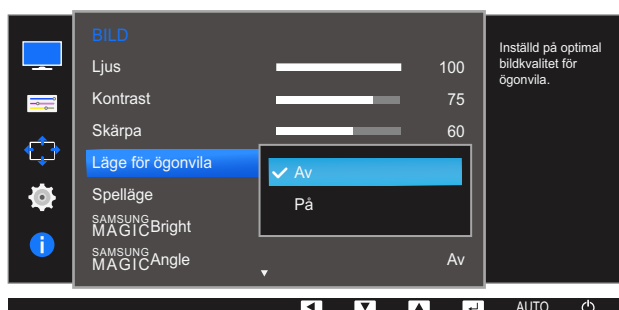 BILD
Ljus 100
Kontrast 75
Skärpa 60
Läge för ögonvila
Av
På
Spelläge
SAMSUNG
MAGICBright
SAMSUNG
MAGICAngle Av
Inställd på optimal
bildkvalitet för
ögonvila.
AUTO